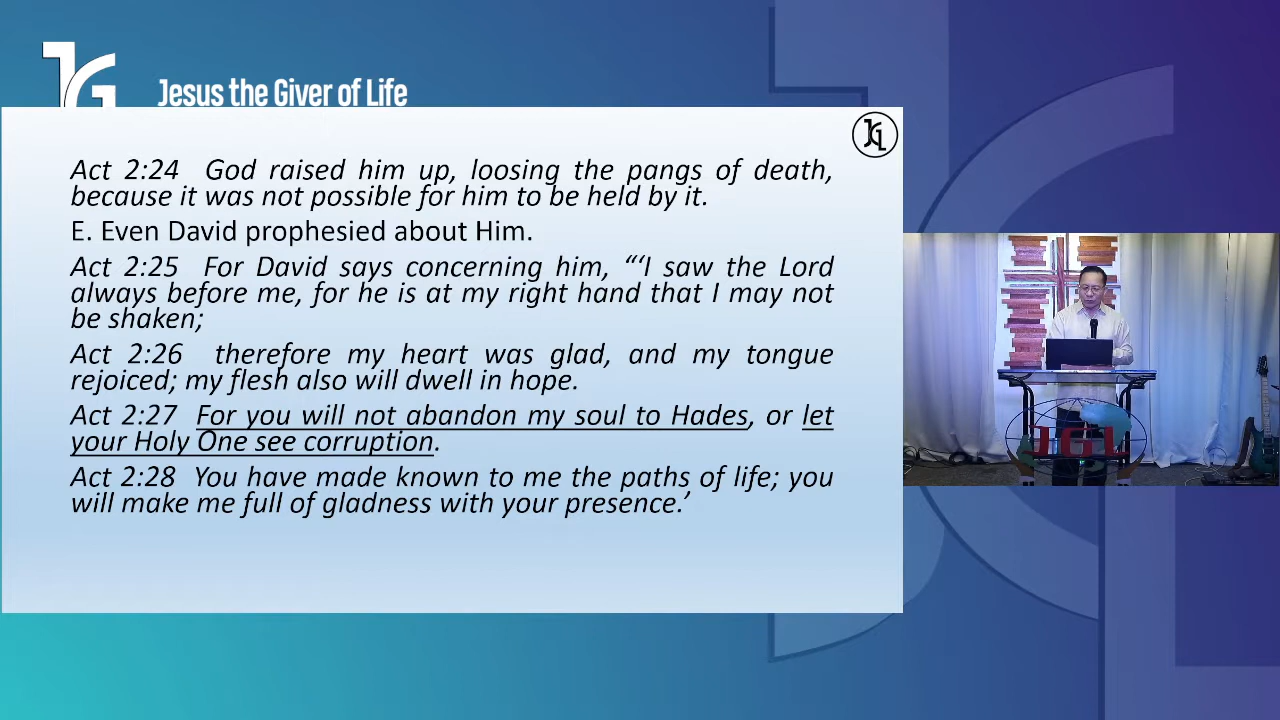 Jesus the Giver of Life
Act 2:24 God raised him up, loosing the pangs of death,
because it was not possible for him to be held by it.
E. Even David prophesied about Him.
Act 2:25 For David says concerning him, “‘I saw the Lord
always before me, for he is at my right hand that I may not
be shaken;
Act 2:26 therefore my heart was glad, and my tongue
rejoiced; my flesh also will dwell in hope.
Act 2:27 For you will not abandon my soul to Hades, or let
your Holy One see corruption.
Act 2:28 You have made known to me the paths of life; you
will make me full of gladness with your presence.’
JGL